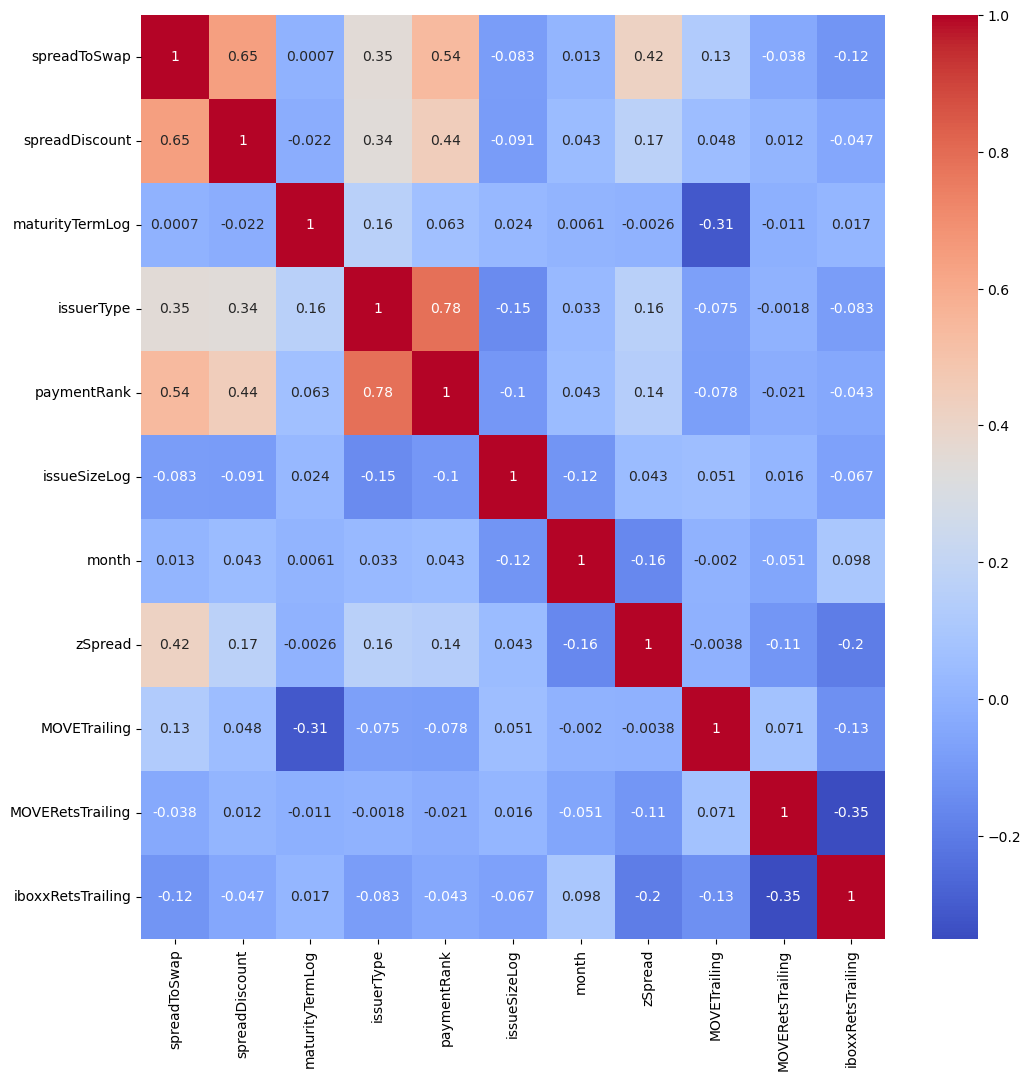 spreadToSwap 1 0.65 0.0007 0.35 0.54 -0.083 0.013 0.42 0.13 -0.038 -0.12
spreadDiscount 0.65 1 -0.022 0.34 0.44 -0.091 0.043 0.17 0.048 0.012 -0.047
maturityTermLog 0.0007 -0.022 1 0.16 0.063 0.024 0.0061 -0.0026 -0.31 -0.011 0.017
issuerType 0.35 0.34 0.16 1 0.78 -0.15 0.033 0.16 -0.075 -0.0018 -0.083
paymentRank 0.54 0.44 0.063 0.78 1 -0.1 0.043 0.14 -0.078 -0.021 -0.043
issueSizeLog -0.083 -0.091 0.024 -0.15 -0.1 1 -0.12 0.043 0.051 0.016 -0.067
month 0.013 0.043 0.0061 0.033 0.043 -0.12 1 -0.16 -0.002 -0.051 0.098
zSpread 0.42 0.17 -0.0026 0.16 0.14 0.043 -0.16 1 -0.0038 -0.11 -0.2
MOVETrailing 0.13 0.048 -0.31 -0.075 -0.078 0.051 -0.002 -0.0038 1 0.071 -0.13
MOVERetsTrailing -0.038 0.012 -0.011 -0.0018 -0.021 0.016 -0.051 -0.11 0.071 1 -0.35
iboxxRetsTrailing -0.12 -0.047 0.017 -0.083 -0.043 -0.067 0.098 -0.2 -0.13 -0.35 1
spreadToSwap
spreadDiscount
maturityTermLog
issuerType
paymentRank
issueSizeLog
month
zSpread
MOVETrailing
MOVERetsTrailing
iboxxRetsTrailing
1.0
0.8
0.6
0.4
0.2
0.0
−0.2